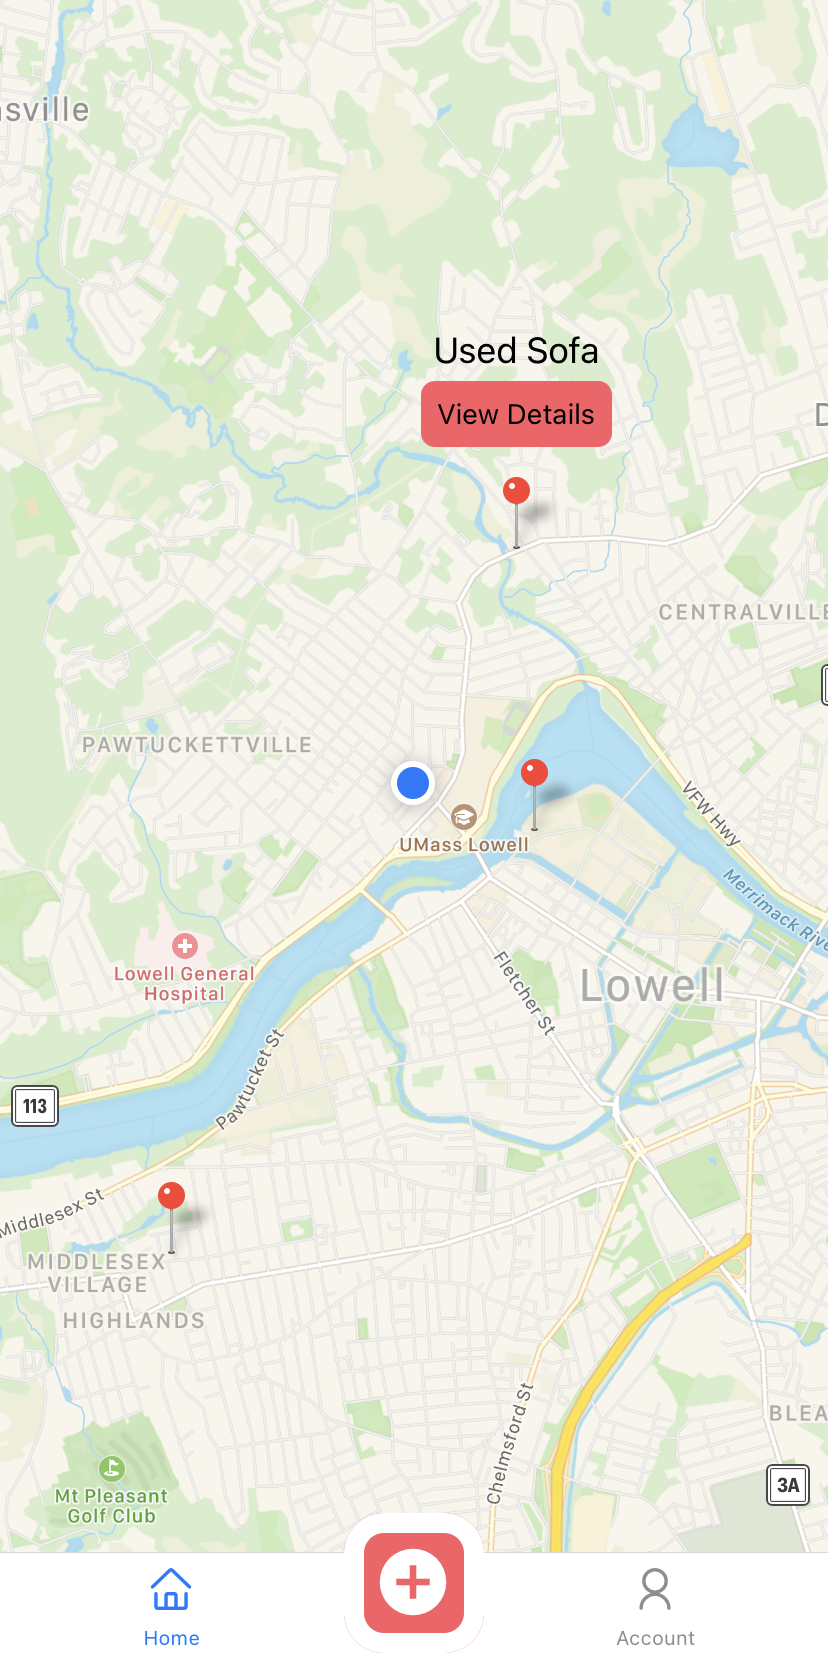 sville
Used Sofa
View Details
D
CENTRALVILLE
PAWTUCKETTVILLE
VFW Hwy
UMass Lowell
Merrimack Rive
Lowell General
Hospital
Fletcher St
Lowell
Pawtucket St
113
Middlesex St
MIDDLESEX
VILLAGE
HIGHLANDS
Chelmsford St
BLEA
3A
Mt Pleasant
Golf Club
Home
Account